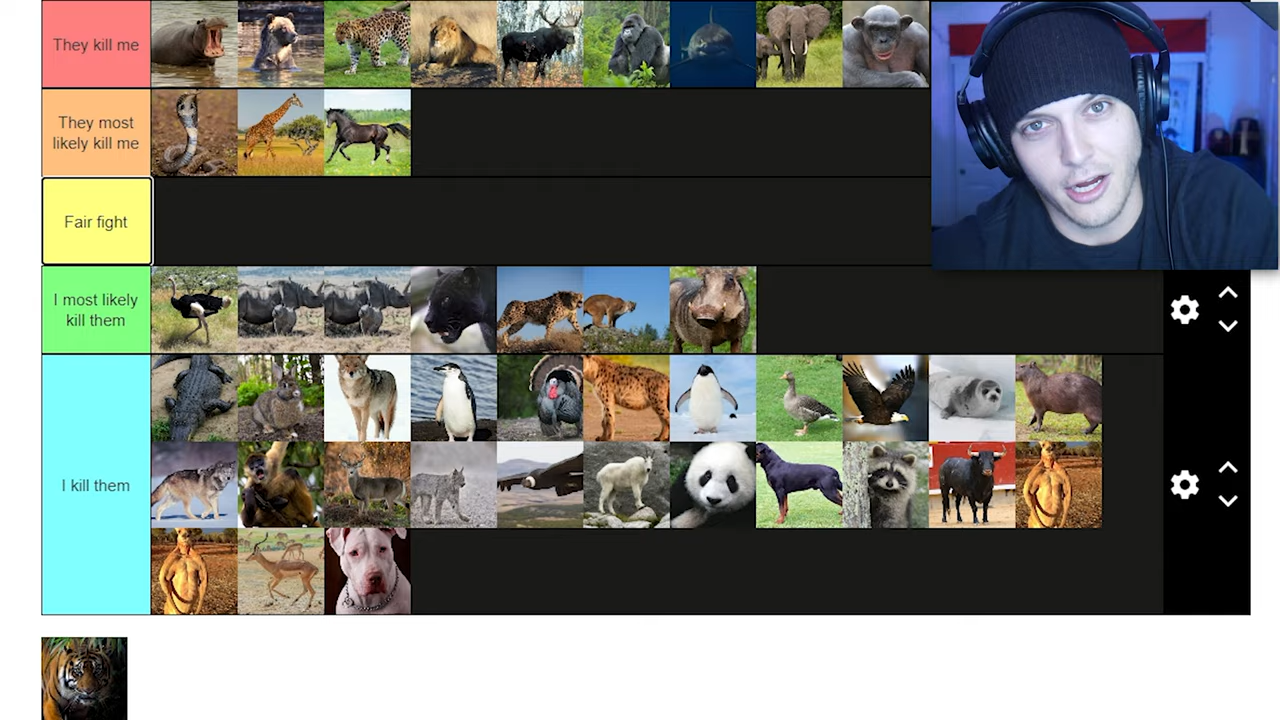 They kill me
They most
likely kill me
Fair fight
I most likely
kill them
I kill them